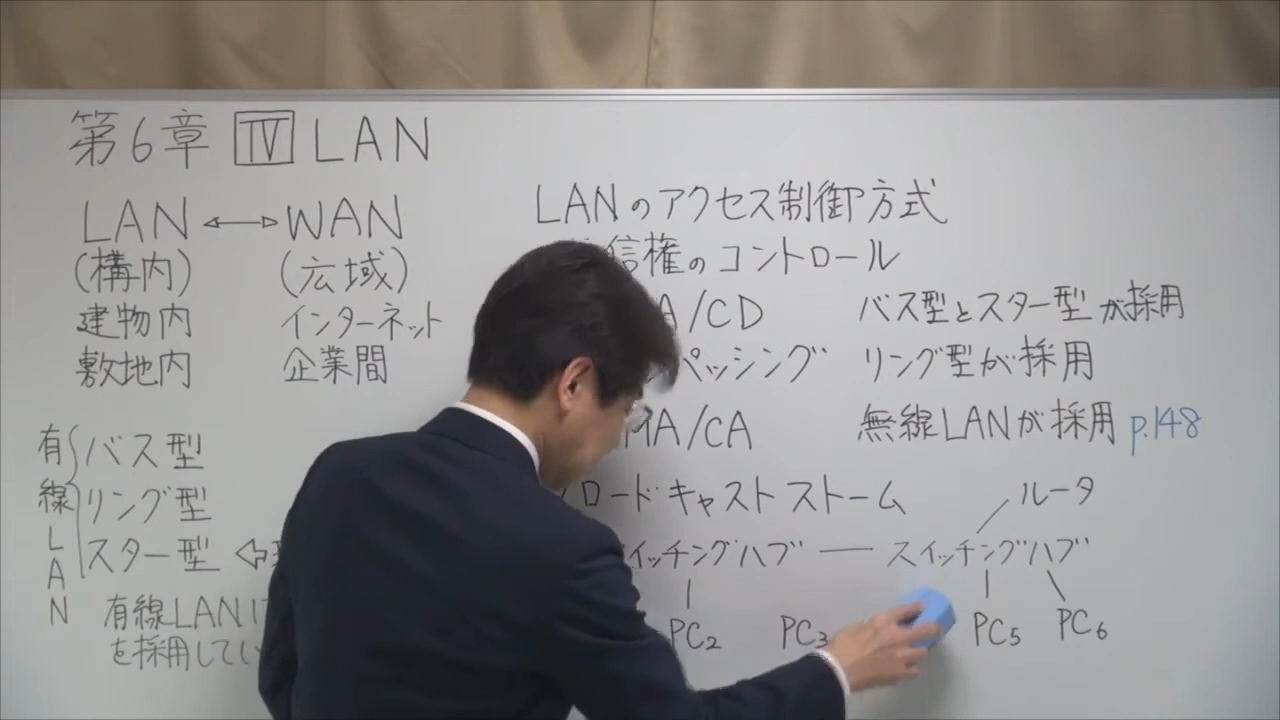 第6章 Ⅳ LAN
LAN ↔ WAN
(構内) (広域)
建物内 インターネット
敷地内 企業間
有線LAN
バス型
リング型
スター型 ⇦
有線LAN
を採用してい
LANのアクセス制御方式
信権のコントロール
A/CD バス型とスター型が採用
パッシング リング型が採用
MA/CA 無線LANが採用 p.148
ロードキャストストーム
ルータ
イッチングハブ — スイッチングハブ
PC2 PC3 PC5 PC6